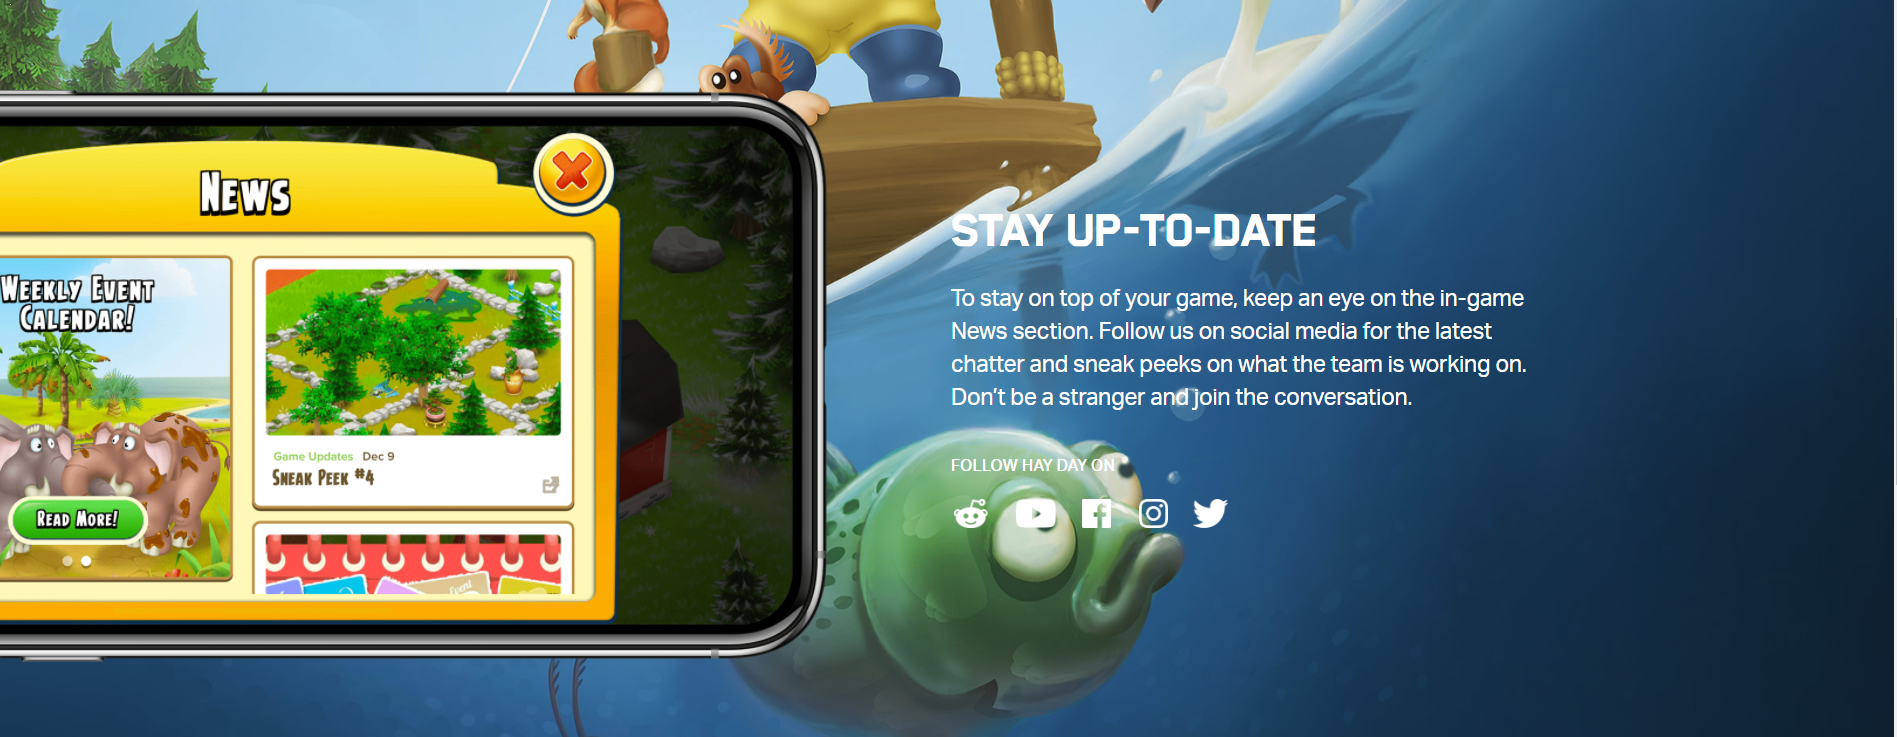 News
Weekly Event
Calendar!
Read More!
Game Updates Dec 9
Sneak Peek #4
Event
STAY UP-TO-DATE
To stay on top of your game, keep an eye on the in-game
News section. Follow us on social media for the latest
chatter and sneak peeks on what the team is working on.
Don't be a stranger and join the conversation.
FOLLOW HAY DAY ON